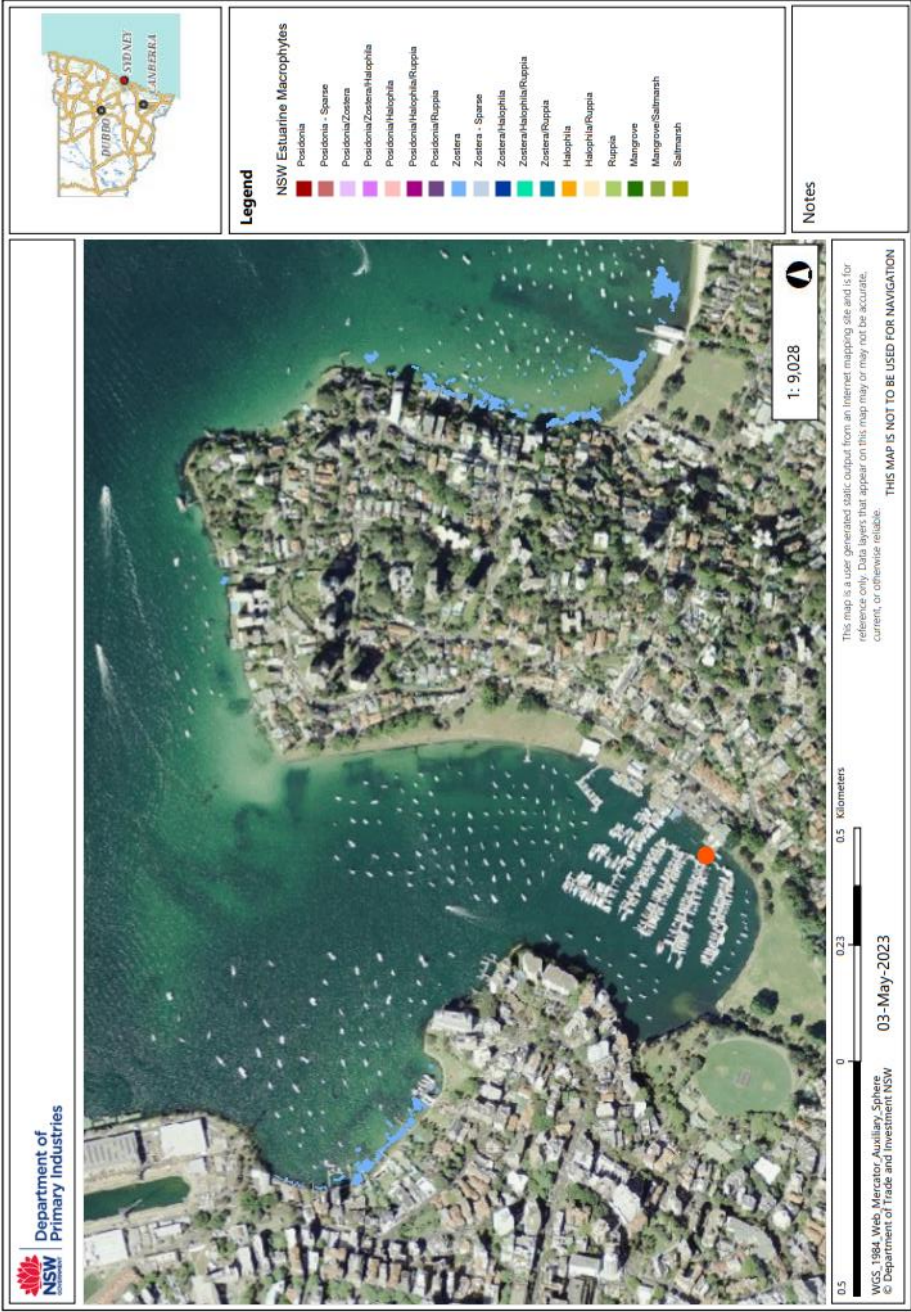 NSW
GOVERNMENT
Department of
Primary Industries
DUBBO
SYDNEY
CANBERRA
Legend
NSW Estuarine Macrophytes
Posidonia
Posidonia - Sparse
Posidonia/Zostera
Posidonia/Zostera/Halophila
Posidonia/Halophila
Posidonia/Halophila/Ruppia
Posidonia/Ruppia
Zostera
Zostera - Sparse
Zostera/Halophila
Zostera/Halophila/Ruppia
Zostera/Ruppia
Halophila
Halophila/Ruppia
Ruppia
Mangrove
Mangrove/Saltmarsh
Saltmarsh
Notes
1: 9,028
0.5
0
0.23
0.5
Kilometers
WGS_1984_Web_Mercator_Auxiliary_Sphere
© Department of Trade and Investment NSW
03-May-2023
This map is a user generated static output from an Internet mapping site and is for
reference only. Data layers that appear on this map may or may not be accurate,
current, or otherwise reliable.
THIS MAP IS NOT TO BE USED FOR NAVIGATION